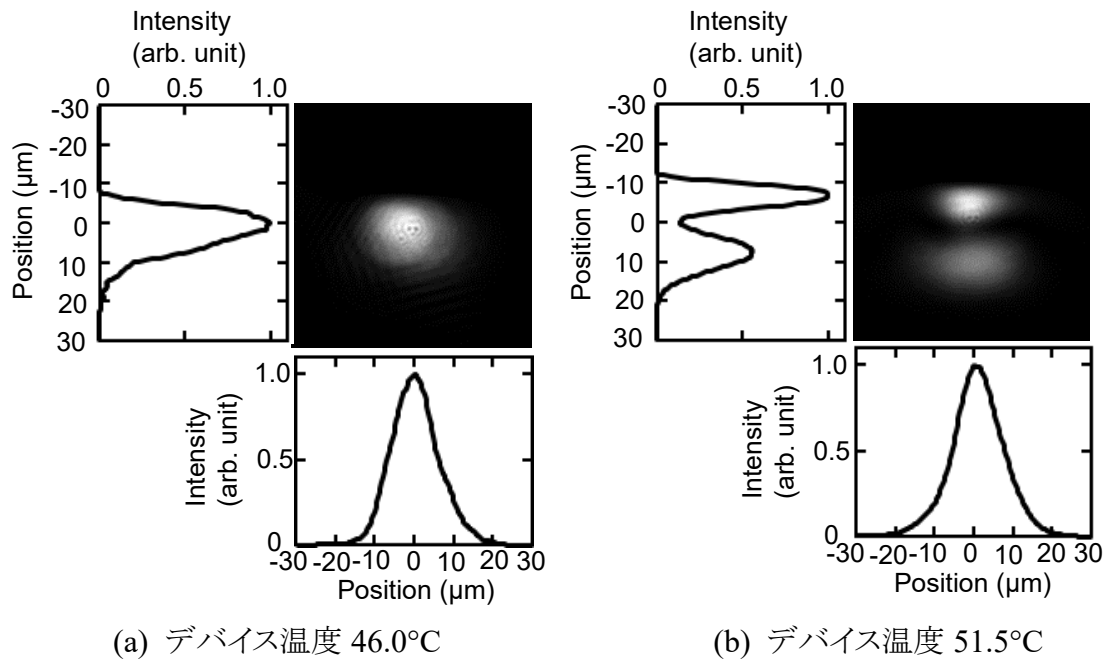 Intensity
(arb. unit)
0 0.5 1.0
-30
-20
-10
0
10
20
30
Position (μm)
1.0
0.5
0
Intensity
(arb. unit)
-30 -20 -10 0 10 20 30
Position (μm)
(a) デバイス温度 46.0°C
Intensity
(arb. unit)
0 0.5 1.0
-30
-20
-10
0
10
20
30
Position (μm)
1.0
0.5
0
Intensity
(arb. unit)
-30 -20 -10 0 10 20 30
Position (μm)
(b) デバイス温度 51.5°C